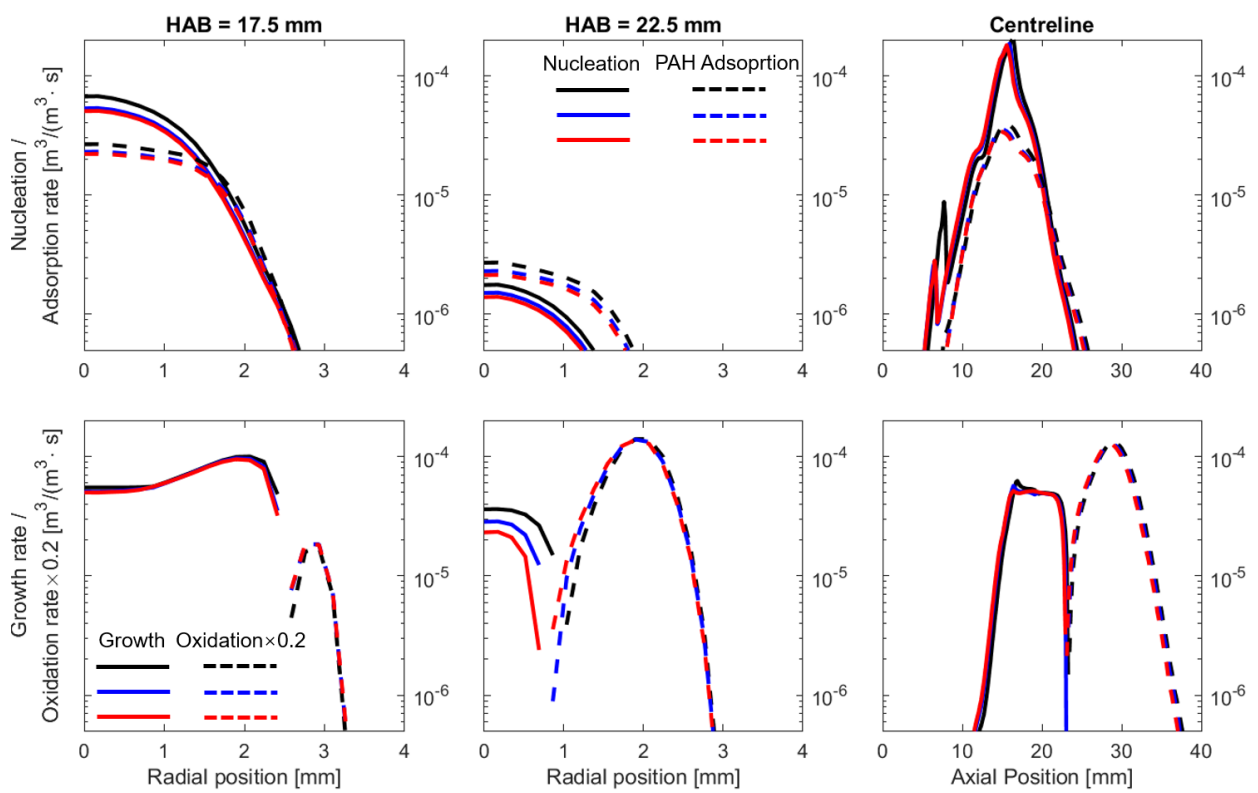 HAB = 17.5 mm
HAB = 22.5 mm
Centreline
Nucleation /
Adsorption rate [m³/(m³· s]
10⁻⁴
10⁻⁵
10⁻⁶
0 1 2 3 4
Nucleation PAH Adsoprtion
10⁻⁴
10⁻⁵
10⁻⁶
0 1 2 3 4
10⁻⁴
10⁻⁵
10⁻⁶
0 10 20 30 40
Growth rate /
Oxidation rate×0.2 [m³/(m³· s]
Growth Oxidation×0.2
10⁻⁴
10⁻⁵
10⁻⁶
0 1 2 3 4
Radial position [mm]
10⁻⁴
10⁻⁵
10⁻⁶
0 1 2 3 4
Radial position [mm]
10⁻⁴
10⁻⁵
10⁻⁶
0 10 20 30 40
Axial Position [mm]